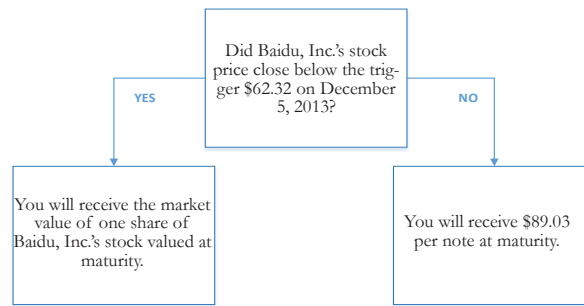 Did Baidu, Inc.'s stock
price close below the trig-
ger $62.32 on December
5, 2013?
YES
NO
You will receive the market
value of one share of
Baidu, Inc.'s stock valued at
maturity.
You will receive $89.03
per note at maturity.